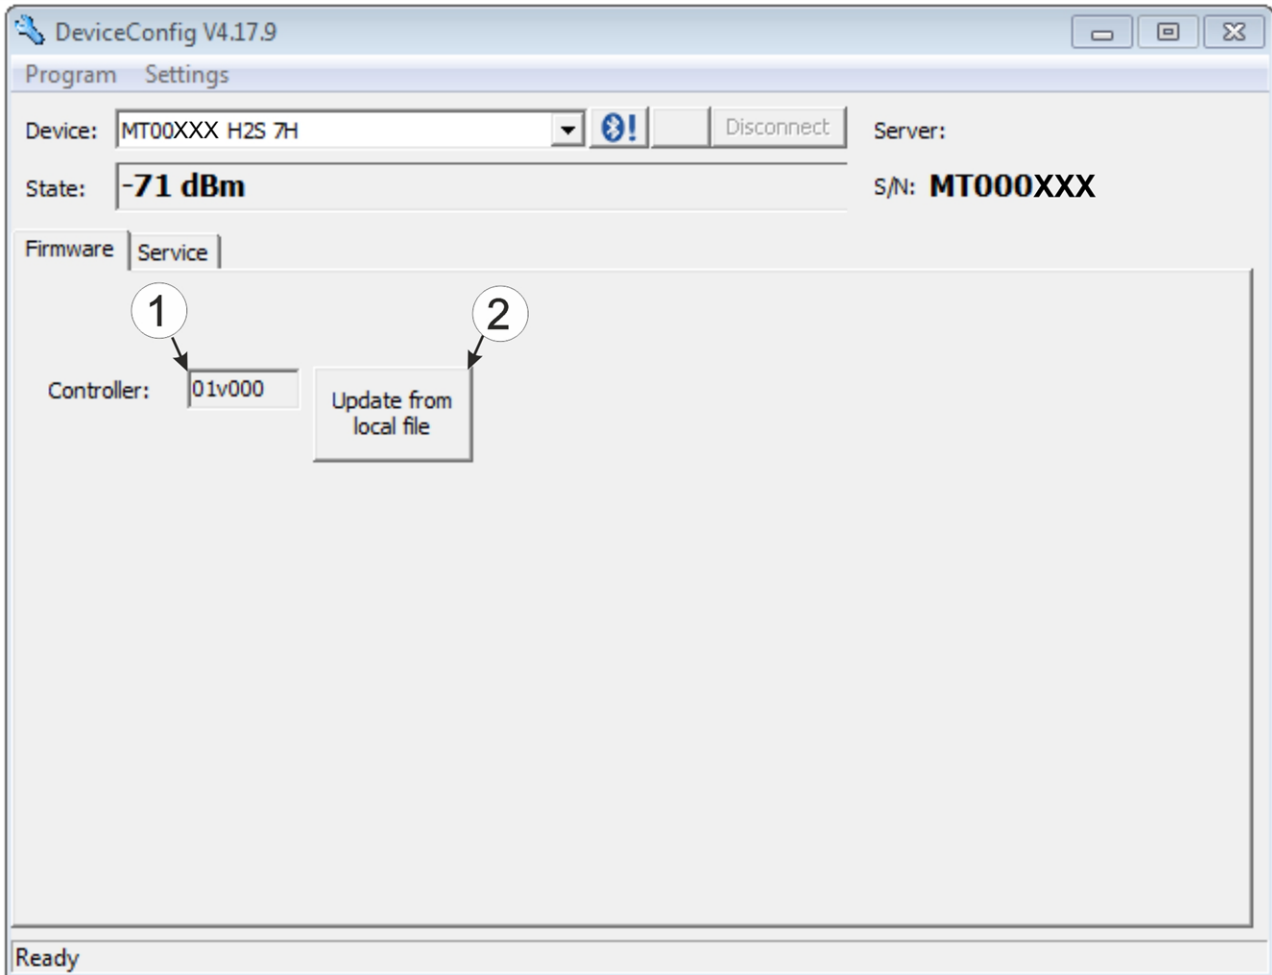 DeviceConfig V4.17.9
Program Settings
Device: MT00XXX H2S 7H Disconnect Server:
State: -71 dBm S/N: MT000XXX
Firmware Service
1 2
Controller: 01v000 Update from
local file
Ready